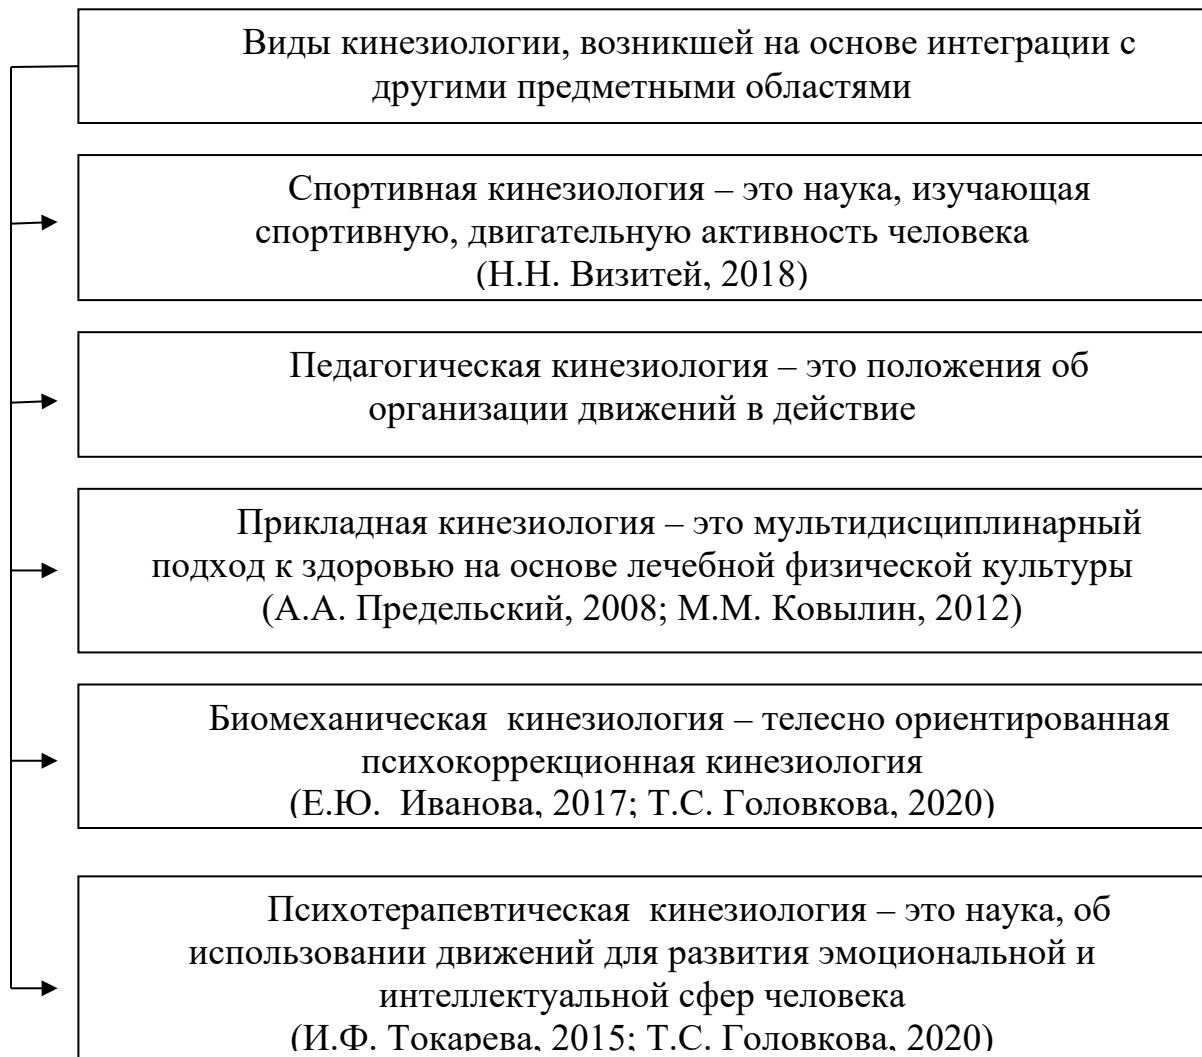 Виды кинезиологии, возникшей на основе интеграции с
другими предметными областями
Спортивная кинезиология – это наука, изучающая
спортивную, двигательную активность человека
(Н.Н. Визитей, 2018)
Педагогическая кинезиология – это положения об
организации движений в действие
Прикладная кинезиология – это мультидисциплинарный
подход к здоровью на основе лечебной физической культуры
(А.А. Предельский, 2008; М.М. Ковылин, 2012)
Биомеханическая  кинезиология – телесно ориентированная
психокоррекционная кинезиология
(Е.Ю.  Иванова, 2017; Т.С. Головкова, 2020)
Психотерапевтическая  кинезиология – это наука, об
использовании движений для развития эмоциональной и
интеллектуальной сфер человека
(И.Ф. Токарева, 2015; Т.С. Головкова, 2020)